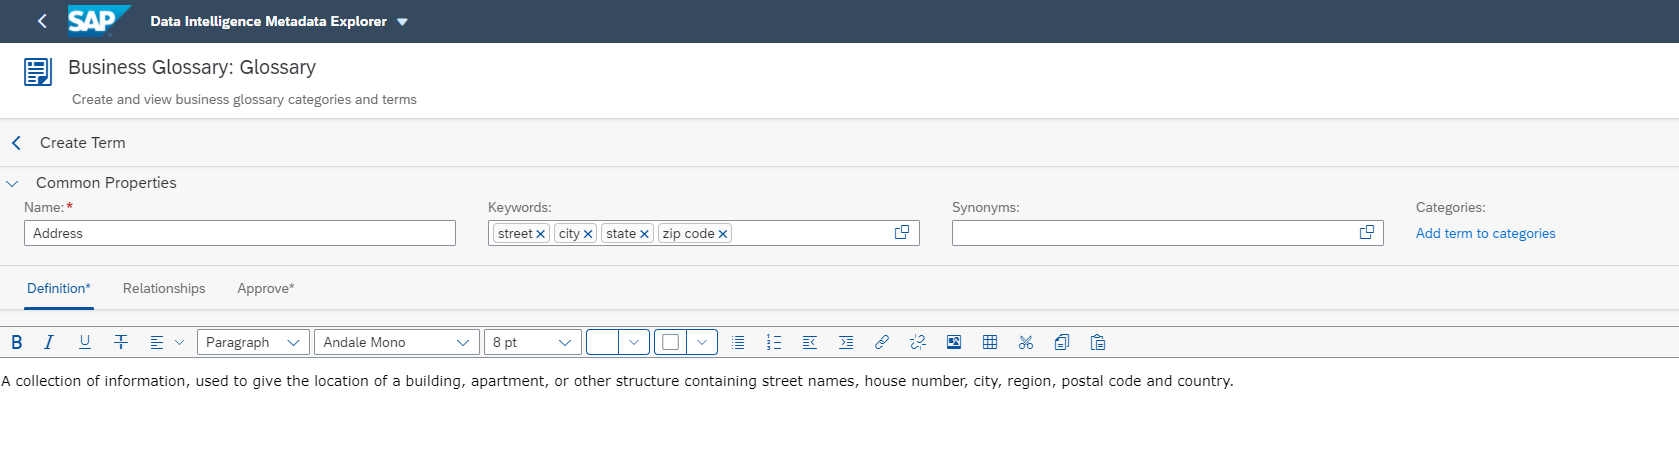 SAP Data Intelligence Metadata Explorer
Business Glossary: Glossary
Create and view business glossary categories and terms
Create Term
Common Properties
Name:* Keywords: Synonyms: Categories:
Address street city state zip code Add term to categories
Definition* Relationships Approve*
B I U T Paragraph Andale Mono 8 pt
A collection of information, used to give the location of a building, apartment, or other structure containing street names, house number, city, region, postal code and country.